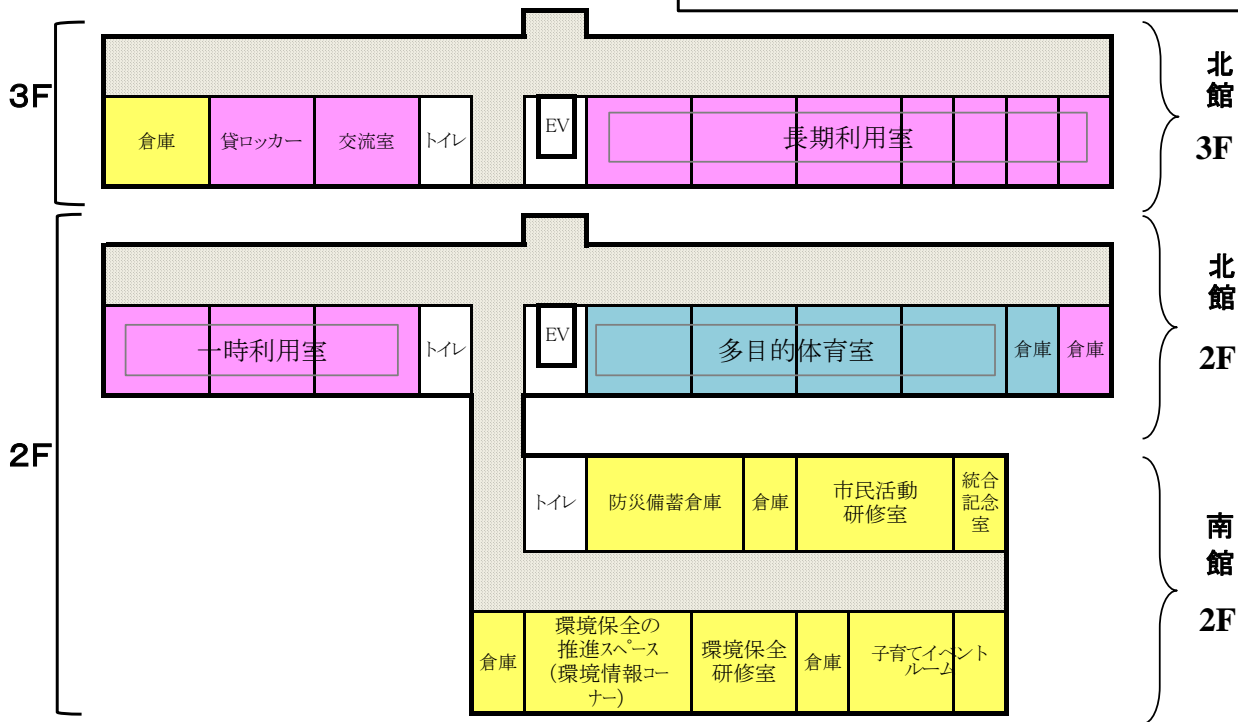 3F
倉庫
貸ロッカー
交流室
トイレ
EV
長期利用室
北
館
3F
2F
一時利用室
トイレ
EV
多目的体育室
倉庫
倉庫
北
館
2F
トイレ
防災備蓄倉庫
倉庫
市民活動
研修室
統合
記念
室
南
館
2F
倉庫
環境保全の
推進スペース
(環境情報コー
ナー)
環境保全
研修室
倉庫
子育てイベント
ルーム